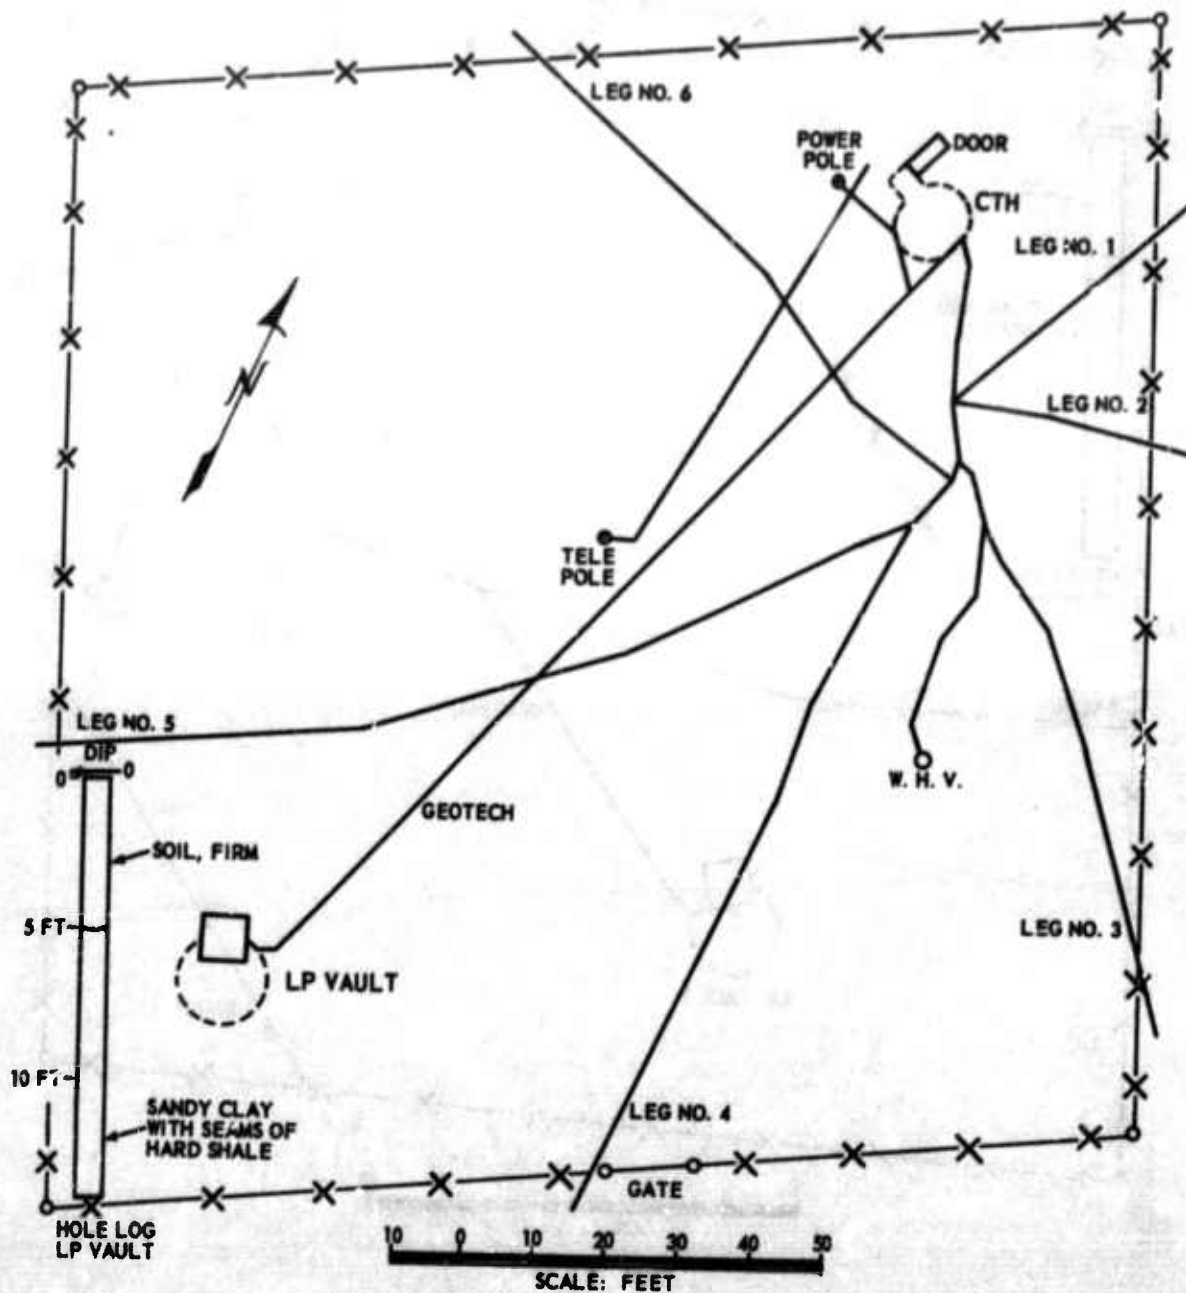 LEG NO. 6
POWER
POLE
DOOR
CTH
LEG NO. 1
N
LEG NO. 2
TELE
POLE
LEG NO. 5
DIP
0
0
W. H. V.
GEOTECH
SOIL, FIRM
5 FT
LEG NO. 3
LP VAULT
10 FT
SANDY CLAY
WITH SEAMS OF
HARD SHALE
LEG NO. 4
GATE
HOLE LOG
LP VAULT
10 0 10 20 30 40 50
SCALE: FEET